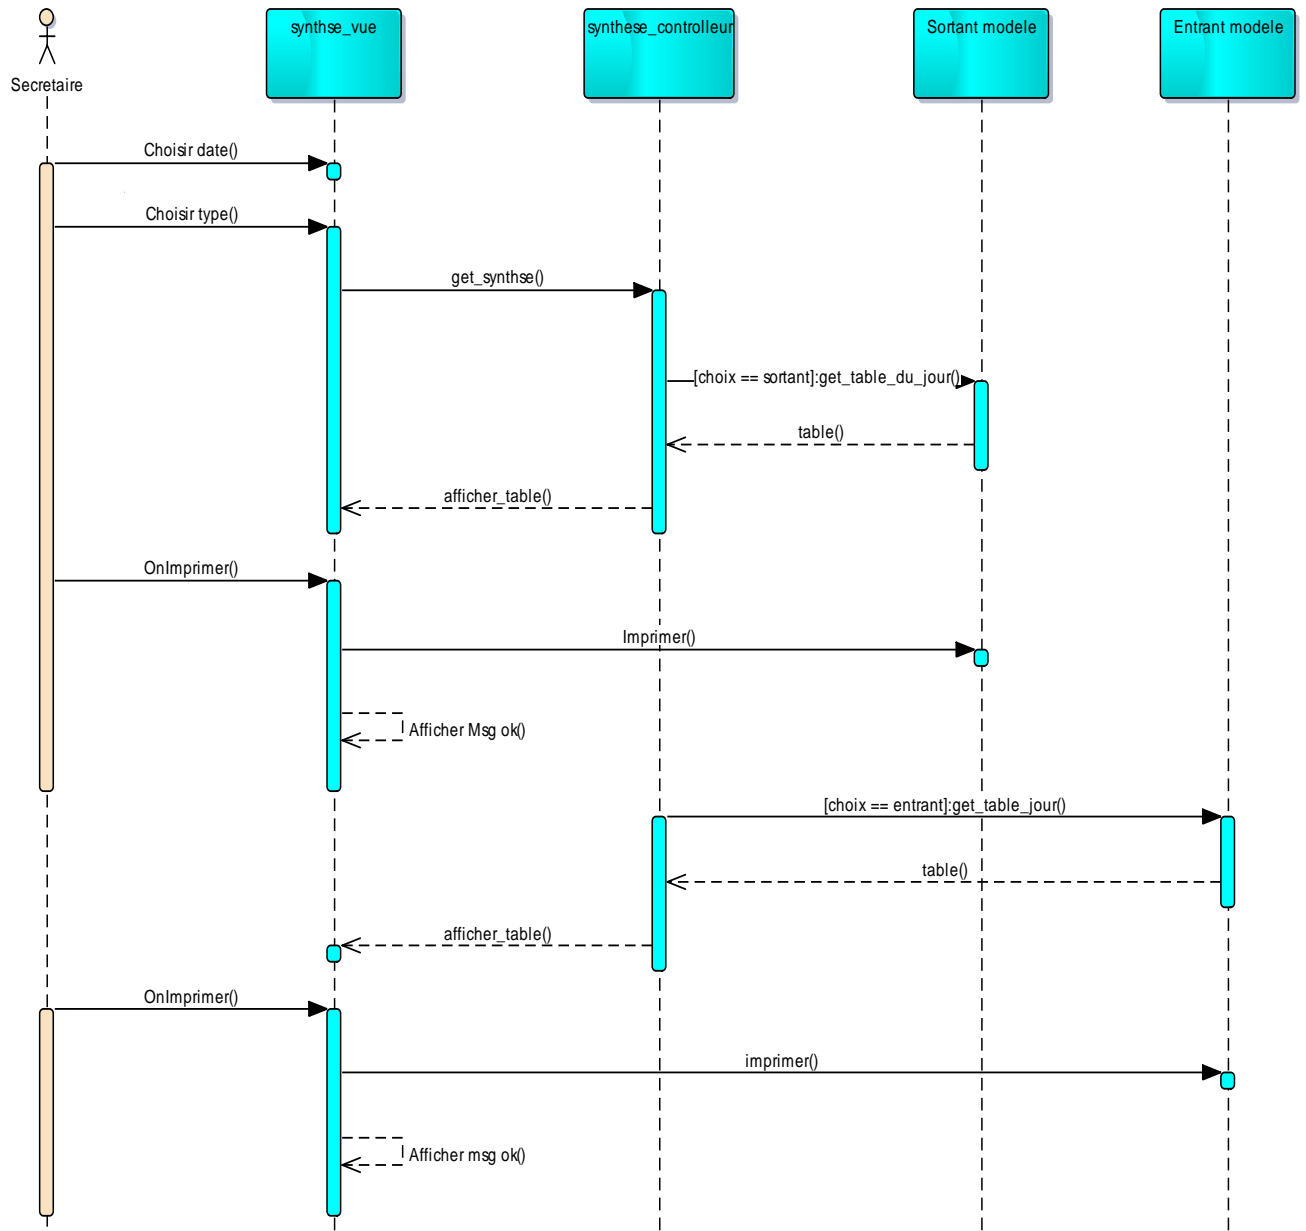 Secretaire
synthse_vue
synthese_controlleur
Sortant modele
Entrant modele
Choisir date()
Choisir type()
get_synthse()
[choix == sortant]:get_table_du_jour()
table()
afficher_table()
OnImprimer()
Imprimer()
Afficher Msg ok()
[choix == entrant]:get_table_jour()
table()
afficher_table()
OnImprimer()
imprimer()
Afficher msg ok()